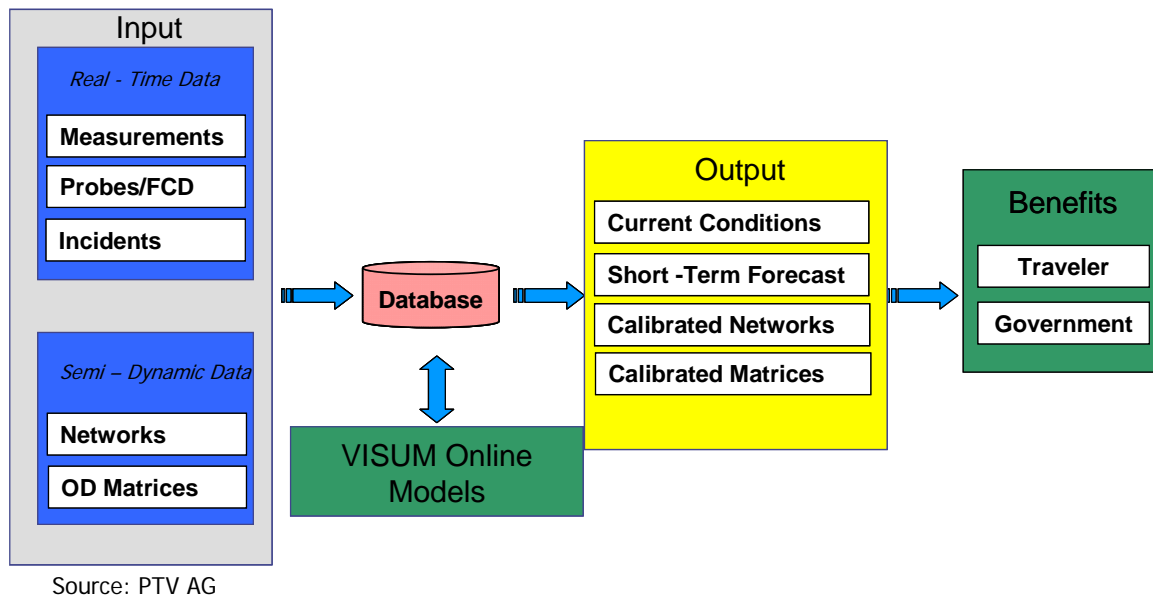 Input
Real - Time Data
Measurements
Probes/FCD
Incidents
Semi – Dynamic Data
Networks
OD Matrices
Database
VISUM Online
Models
Output
Current Conditions
Short -Term Forecast
Calibrated Networks
Calibrated Matrices
Benefits
Traveler
Government
Source: PTV AG